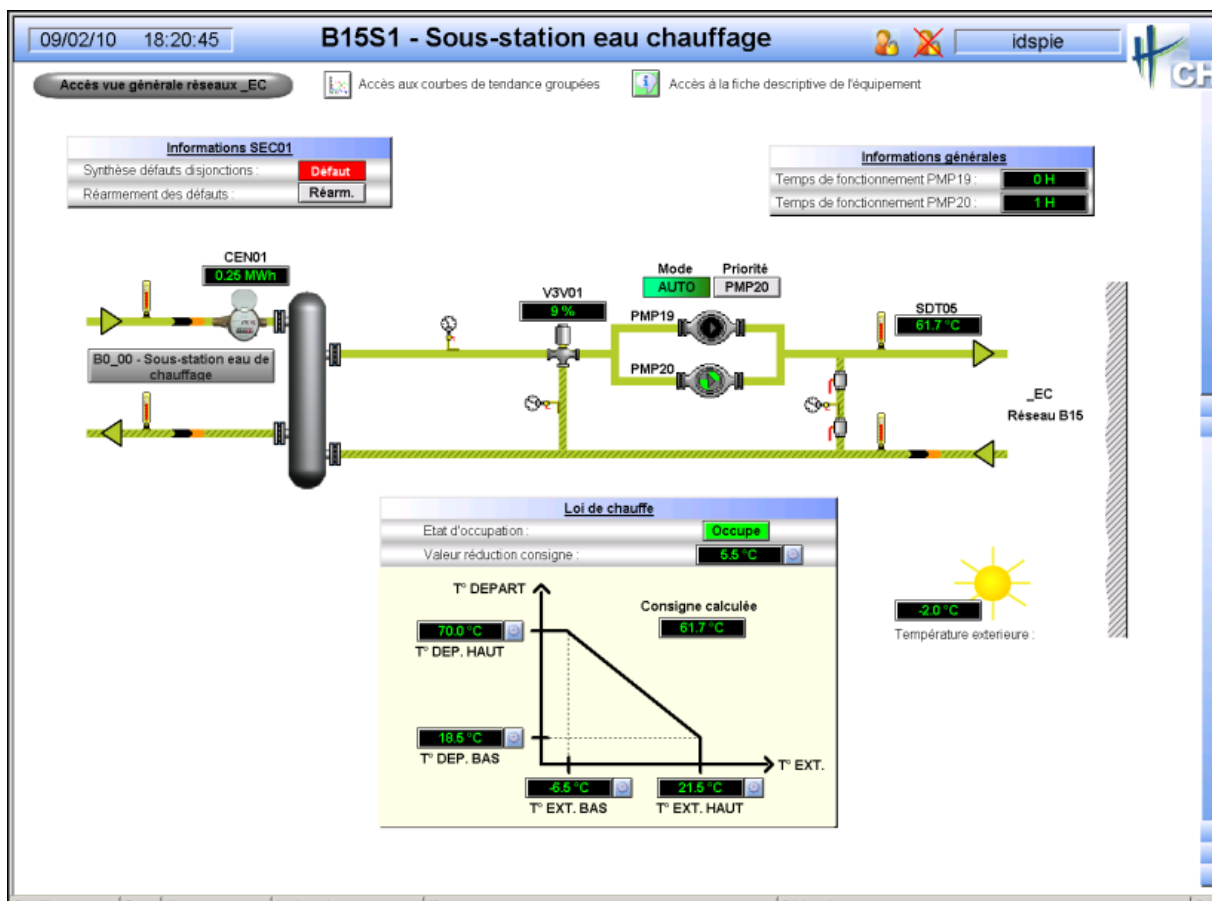 09/02/10 18:20:45
B15S1 - Sous-station eau chauffage
idspie
CH
Accès vue générale réseaux _EC
Accès aux courbes de tendance groupées
Accès à la fiche descriptive de l'équipement
Informations SEC01
Synthèse défauts disjonctions :
Défaut
Réarmement des défauts :
Réarm.
Informations générales
Temps de fonctionnement PMP19 :
0 H
Temps de fonctionnement PMP20 :
1 H
CEN01
0.25 MWh
V3V01
9 %
Mode
AUTO
Priorité
PMP20
PMP19
PMP20
SDT05
61.7 °C
B0_00 - Sous-station eau de
chauffage
_EC
Réseau B15
Loi de chauffe
Etat d'occupation :
Occupe
Valeur réduction consigne :
5.5 °C
T° DEPART
Consigne calculée
61.7 °C
70.0 °C
T° DEP. HAUT
18.5 °C
T° DEP. BAS
T° EXT.
-6.5 °C
T° EXT. BAS
21.5 °C
T° EXT. HAUT
-2.0 °C
Température exterieure :